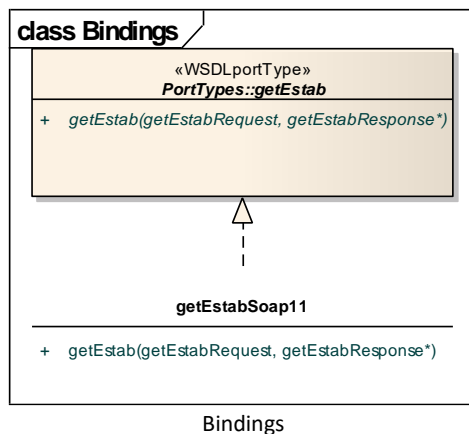 class Bindings
«WSDLportType»
PortTypes::getEstab
+ getEstab(getEstabRequest, getEstabResponse*)
getEstabSoap11
+ getEstab(getEstabRequest, getEstabResponse*)
Bindings